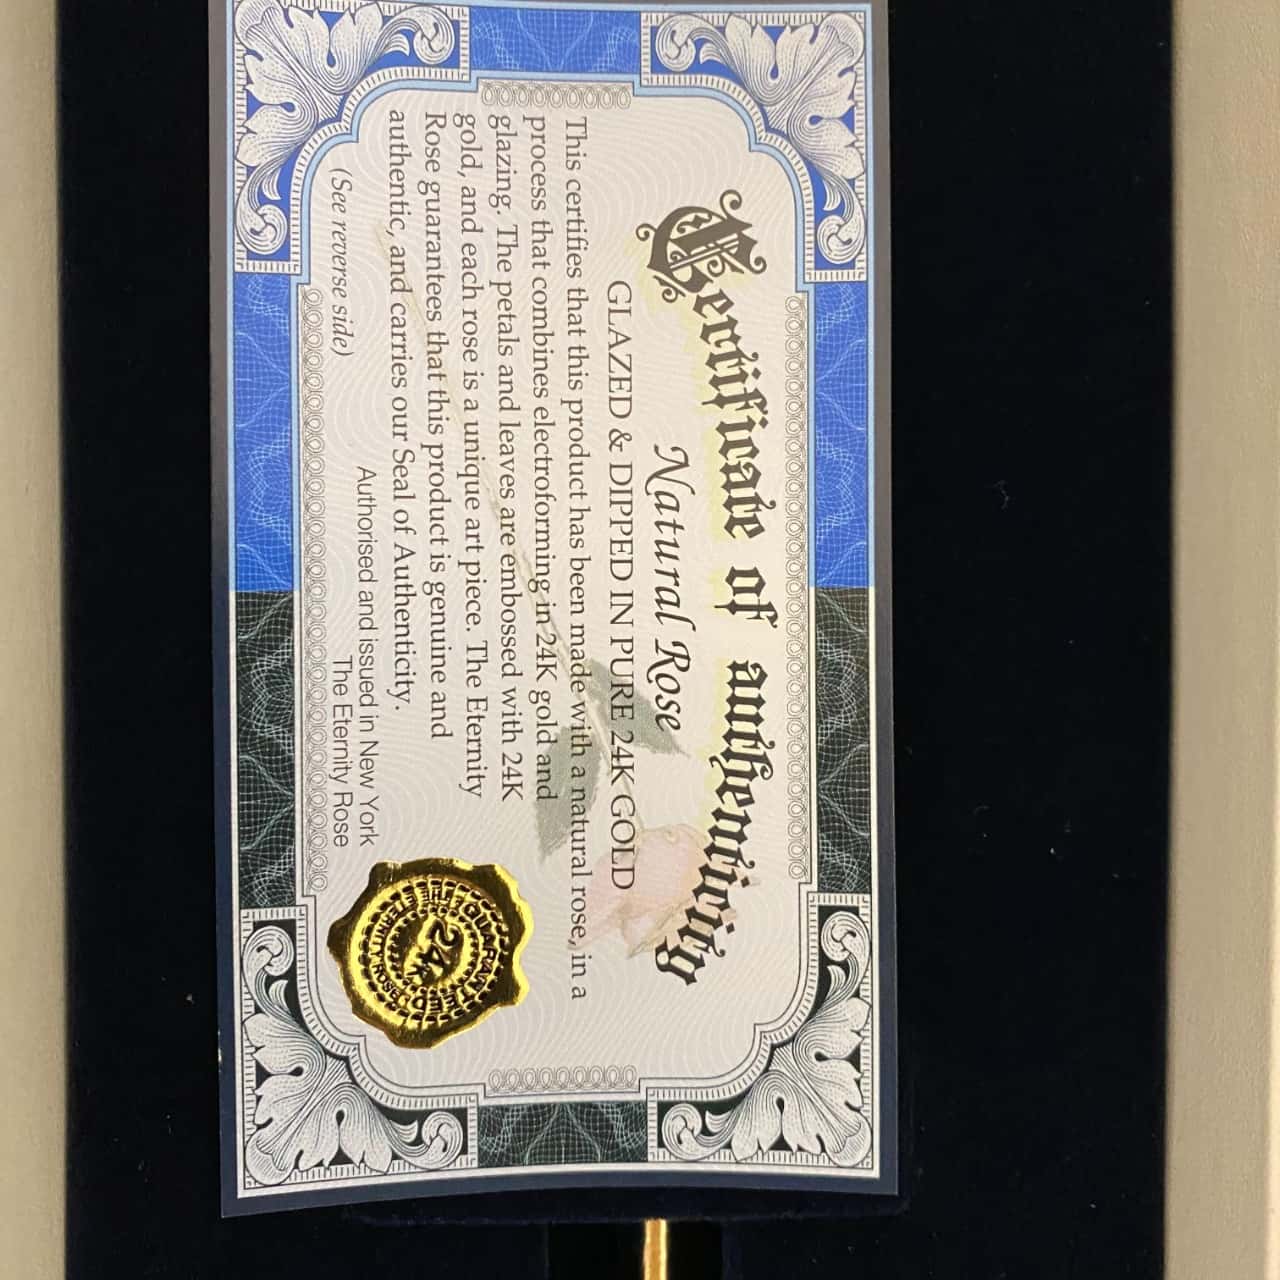 Certificate of authenticity
Natural Rose
GLAZED & DIPPED IN PURE 24K GOLD
This certifies that this product has been made with a natural rose, in a
process that combines electroforming in 24K gold and
glazing. The petals and leaves are embossed with 24K
gold, and each rose is a unique art piece. The Eternity
Rose guarantees that this product is genuine and
authentic, and carries our Seal of Authenticity.
(See reverse side)
Authorised and issued in New York
The Eternity Rose
GUARANTEED
24K
THE ETERNITY ROSE